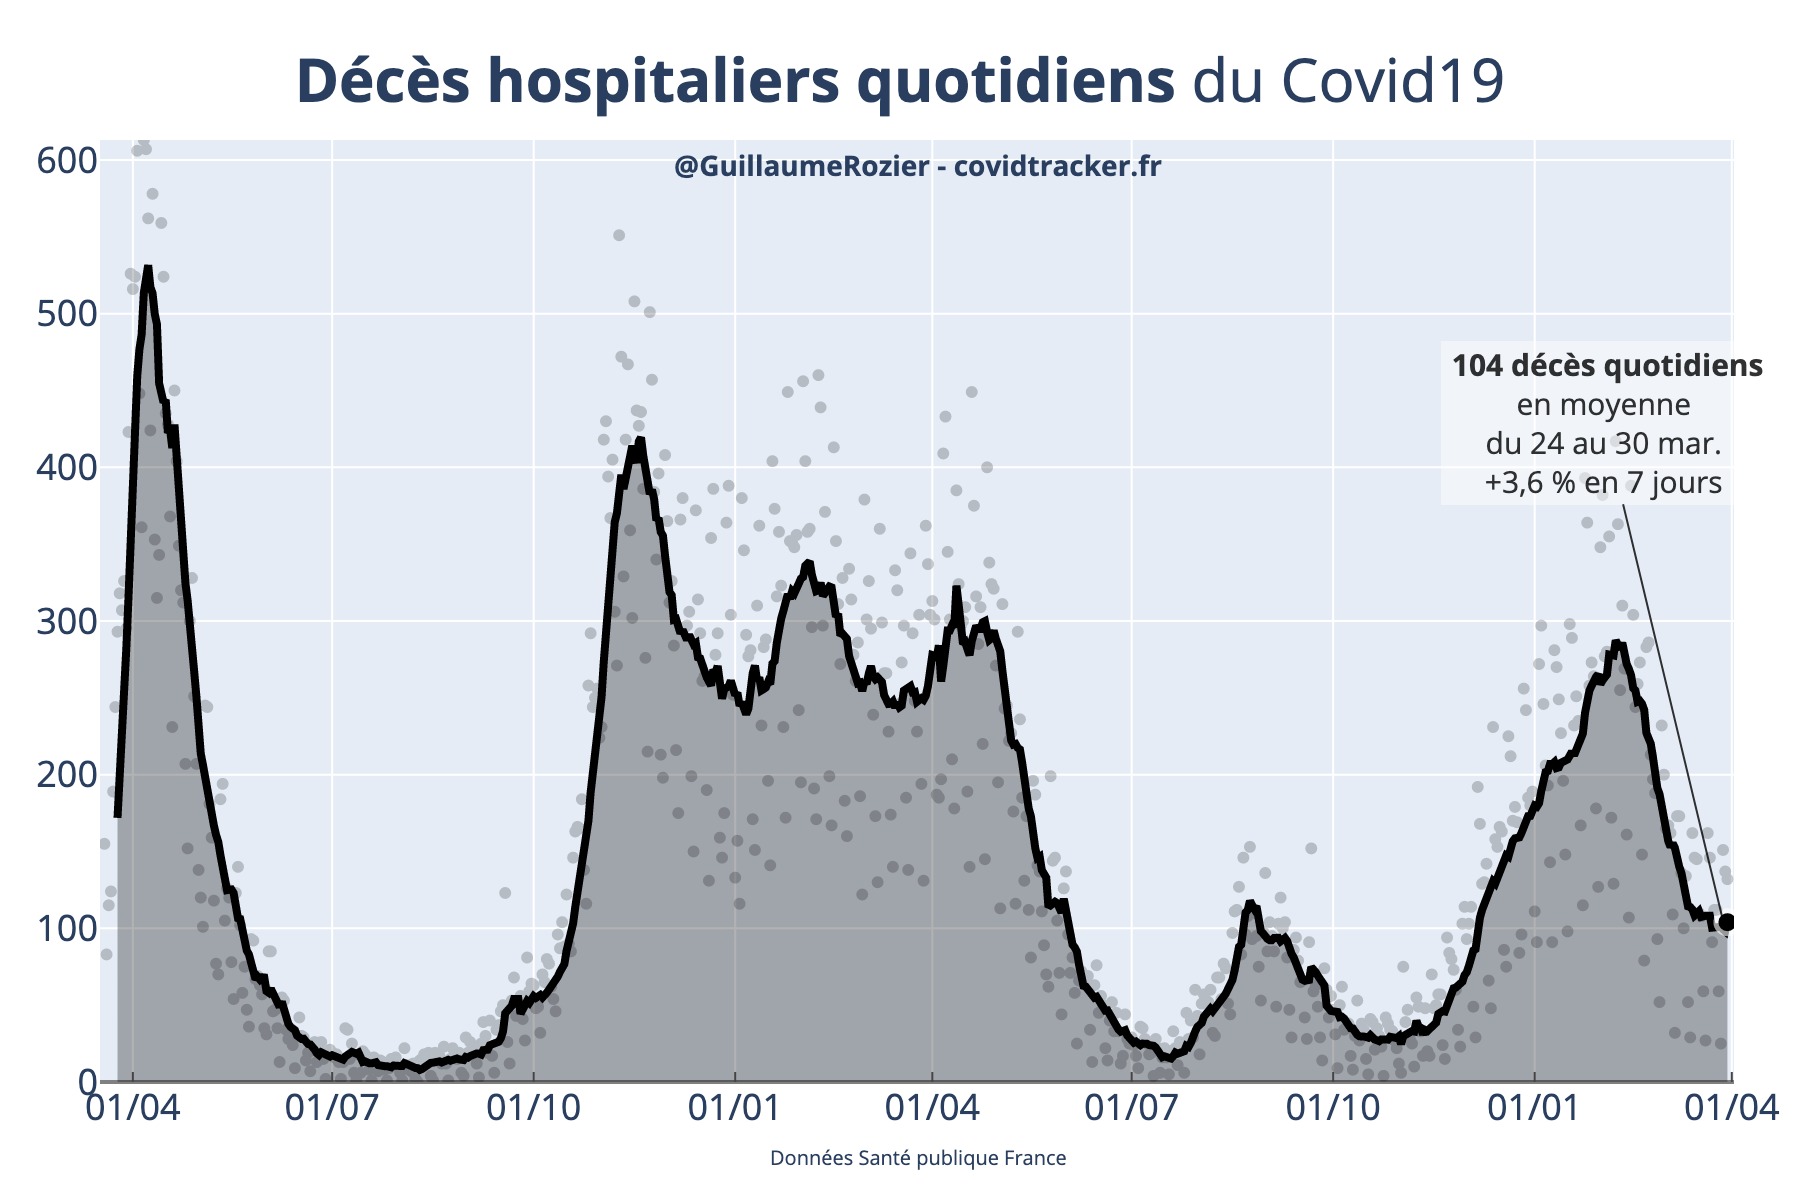 Décès hospitaliers quotidiens du Covid19
@GuillaumeRozier - covidtracker.fr
600
500
400
300
200
100
0
104 décès quotidiens
en moyenne
du 24 au 30 mar.
+3,6 % en 7 jours
01/04 01/07 01/10 01/01 01/04 01/07 01/10 01/01 01/04
Données Santé publique France